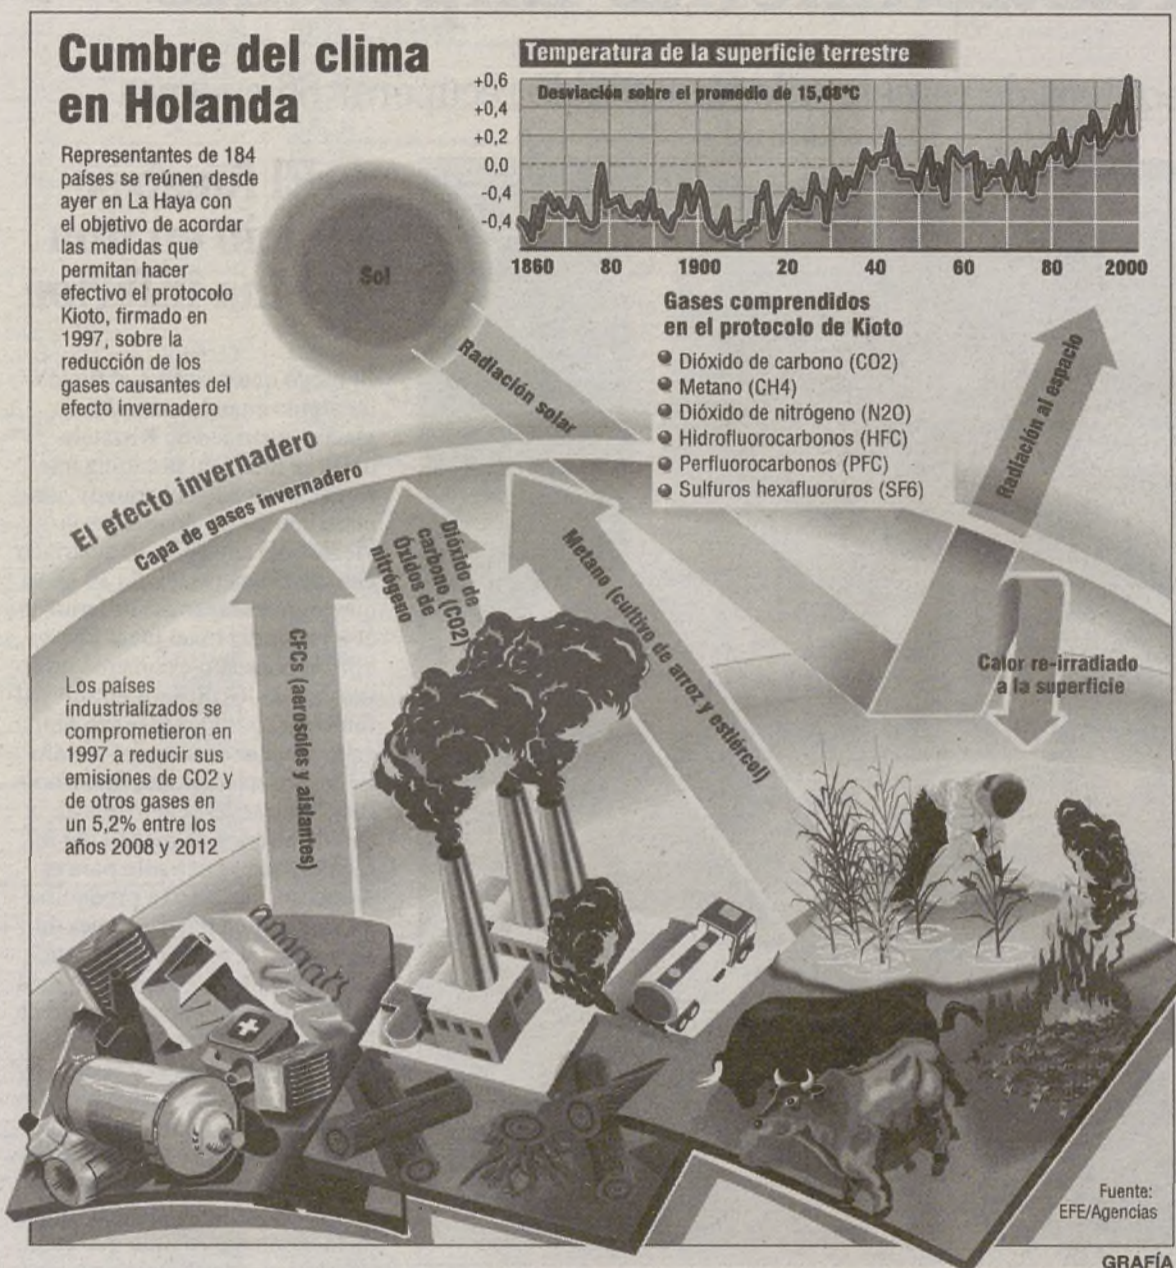 Cumbre del clima
en Holanda
Representantes de 184
países se reúnen desde
ayer en La Haya con
el objetivo de acordar
las medidas que
permitan hacer
efectivo el protocolo
Kioto, firmado en
1997, sobre la
reducción de los
gases causantes del
efecto invernadero
Temperatura de la superficie terrestre
Desviación sobre el promedio de 15,08ºC
+0,6
+0,4
+0,2
0,0
-0,4
-0,4
1860 80 1900 20 40 60 80 2000
Sol
Radiación solar
Gases comprendidos
en el protocolo de Kioto
Dióxido de carbono (CO2)
Metano (CH4)
Dióxido de nitrógeno (N2O)
Hidrofluorocarbonos (HFC)
Perfluorocarbonos (PFC)
Sulfuros hexafluoruros (SF6)
Radiación al espacio
El efecto invernadero
Capa de gases invernadero
CFCs (aerosoles y aislantes)
Dióxido de
carbono (CO2)
Óxidos de
nitrógeno
Metano (cultivo de arroz y estiércol)
Calor re-irradiado
a la superficie
Los países
industrializados se
comprometieron en
1997 a reducir sus
emisiones de CO2 y
de otros gases en
un 5,2% entre los
años 2008 y 2012
Fuente:
EFE/Agencias
GRAFÍA